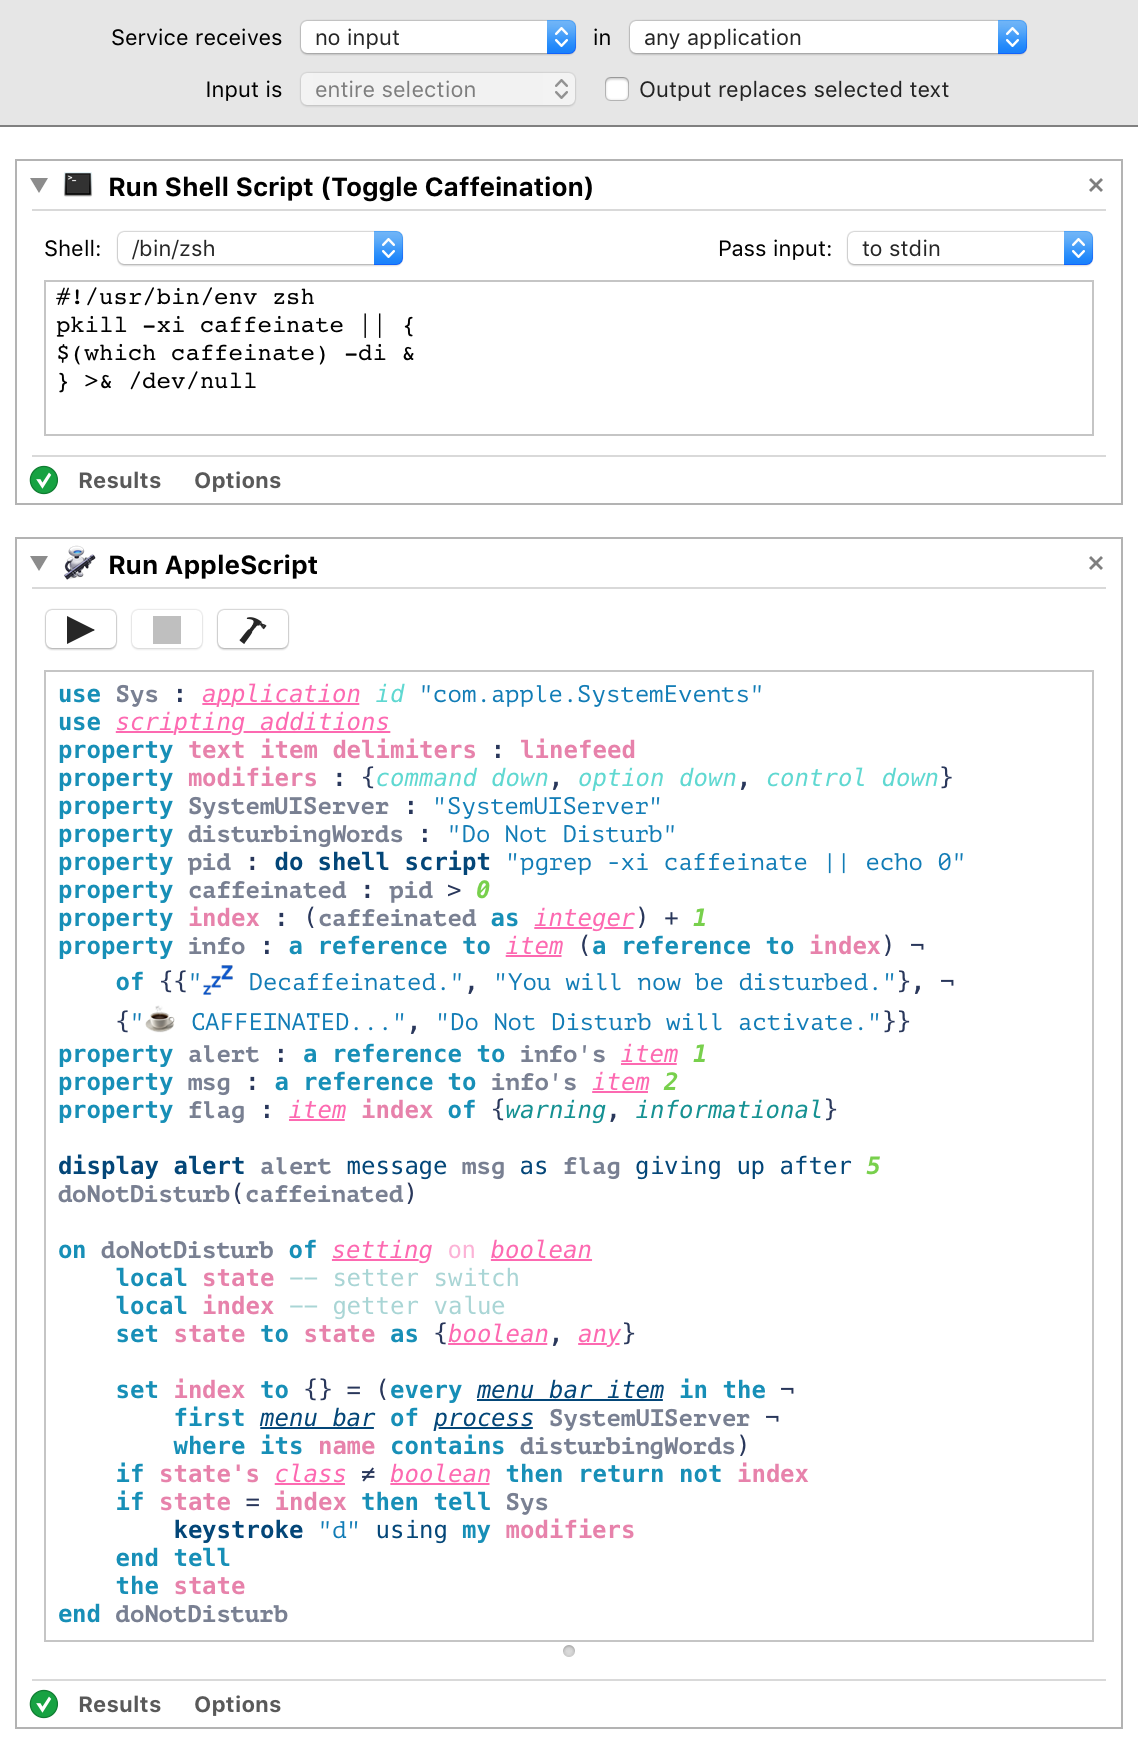 Service receives no input in any application
Input is entire selection Output replaces selected text
Run Shell Script (Toggle Caffeination)
Shell: /bin/zsh Pass input: to stdin
#!/usr/bin/env zsh
pkill -xi caffeinate || {
$(which caffeinate) -di &
} >& /dev/null
Results Options
Run AppleScript
use Sys : application id "com.apple.SystemEvents"
use scripting additions
property text item delimiters : linefeed
property modifiers : {command down, option down, control down}
property SystemUIServer : "SystemUIServer"
property disturbingWords : "Do Not Disturb"
property pid : do shell script "pgrep -xi caffeinate || echo 0"
property caffeinated : pid > 0
property index : (caffeinated as integer) + 1
property info : a reference to item (a reference to index) ¬
of {{"💤 Decaffeinated.", "You will now be disturbed."}, ¬
{"☕ CAFFEINATED...", "Do Not Disturb will activate."}}
property alert : a reference to info's item 1
property msg : a reference to info's item 2
property flag : item index of {warning, informational}
display alert alert message msg as flag giving up after 5
doNotDisturb(caffeinated)
on doNotDisturb of setting on boolean
local state -- setter switch
local index -- getter value
set state to state as {boolean, any}
set index to {} = (every menu bar item in the ¬
first menu bar of process SystemUIServer ¬
where its name contains disturbingWords)
if state's class ≠ boolean then return not index
if state = index then tell Sys
keystroke "d" using my modifiers
end tell
the state
end doNotDisturb
Results Options